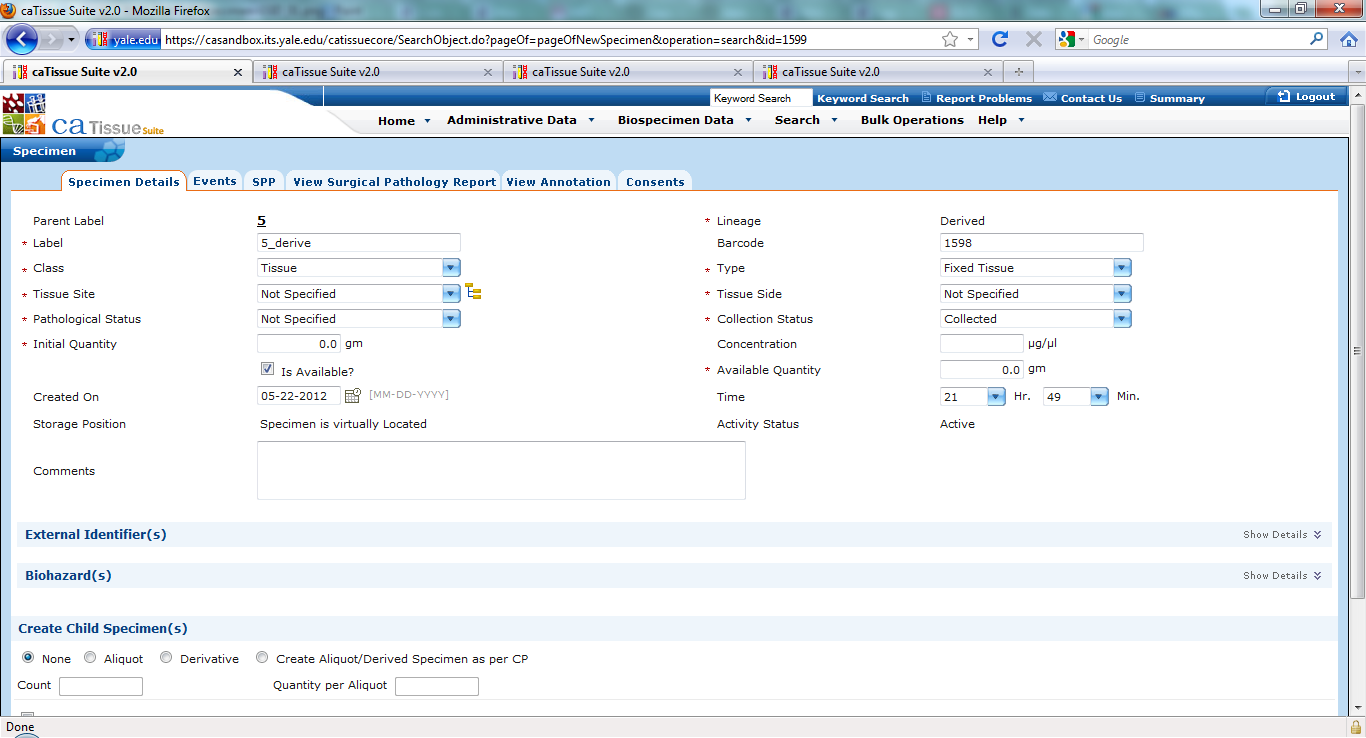 caTissue Suite v2.0 - Mozilla Firefox
yale.edu https://casandbox.its.yale.edu/catissuecore/SearchObject.do?pageOf=pageOfNewSpecimen&operation=search&id=1599 Google
caTissue Suite v2.0 caTissue Suite v2.0 caTissue Suite v2.0 caTissue Suite v2.0
Keyword Search Keyword Search Report Problems Contact Us Summary Logout
ca Tissue Suite
Home Administrative Data Biospecimen Data Search Bulk Operations Help
Specimen
Specimen Details Events SPP View Surgical Pathology Report View Annotation Consents
Parent Label 5 * Lineage Derived
* Label 5_derive Barcode 1598
* Class Tissue * Type Fixed Tissue
* Tissue Site Not Specified * Tissue Side Not Specified
* Pathological Status Not Specified * Collection Status Collected
* Initial Quantity 0.0 gm Concentration µg/µl
Is Available? * Available Quantity 0.0 gm
Created On 05-22-2012 [MM-DD-YYYY] Time 21 Hr. 49 Min.
Storage Position Specimen is virtually Located Activity Status Active
Comments
External Identifier(s) Show Details
Biohazard(s) Show Details
Create Child Specimen(s)
None Aliquot Derivative Create Aliquot/Derived Specimen as per CP
Count Quantity per Aliquot
Done